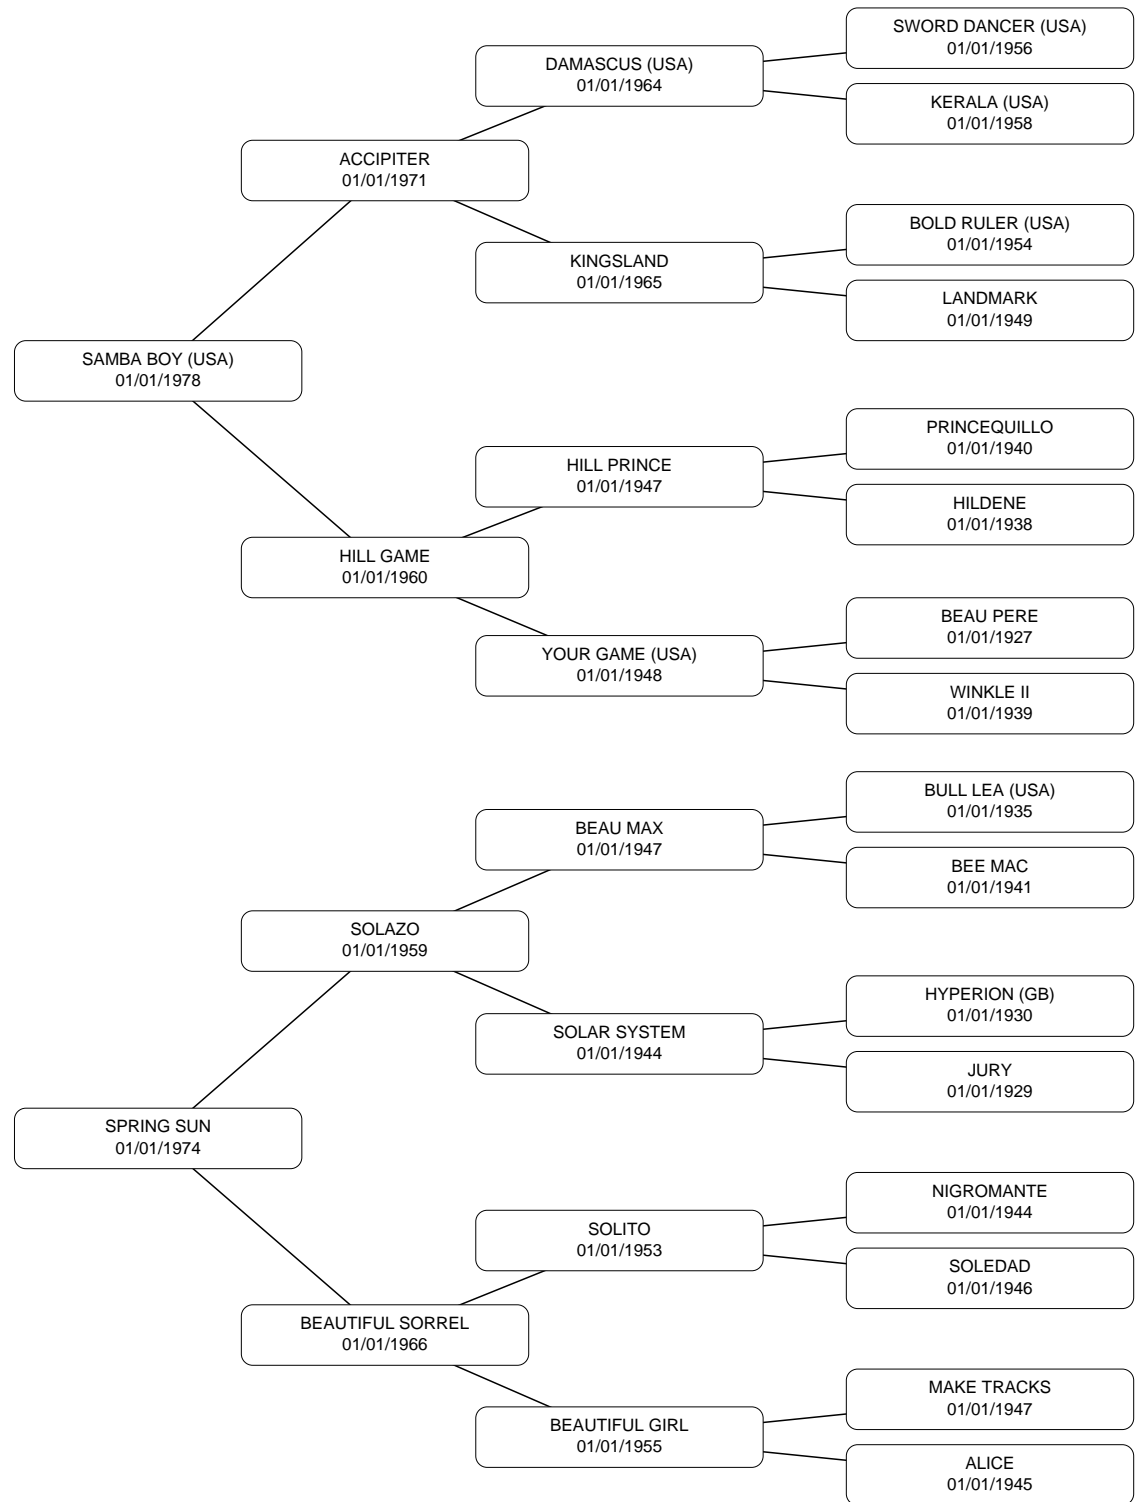 SWORD DANCER (USA)
01/01/1956
DAMASCUS (USA)
01/01/1964
KERALA (USA)
01/01/1958
ACCIPITER
01/01/1971
BOLD RULER (USA)
01/01/1954
KINGSLAND
01/01/1965
LANDMARK
01/01/1949
SAMBA BOY (USA)
01/01/1978
PRINCEQUILLO
01/01/1940
HILL PRINCE
01/01/1947
HILDENE
01/01/1938
HILL GAME
01/01/1960
BEAU PERE
01/01/1927
YOUR GAME (USA)
01/01/1948
WINKLE II
01/01/1939
BULL LEA (USA)
01/01/1935
BEAU MAX
01/01/1947
BEE MAC
01/01/1941
SOLAZO
01/01/1959
HYPERION (GB)
01/01/1930
SOLAR SYSTEM
01/01/1944
JURY
01/01/1929
SPRING SUN
01/01/1974
NIGROMANTE
01/01/1944
SOLITO
01/01/1953
SOLEDAD
01/01/1946
BEAUTIFUL SORREL
01/01/1966
MAKE TRACKS
01/01/1947
BEAUTIFUL GIRL
01/01/1955
ALICE
01/01/1945